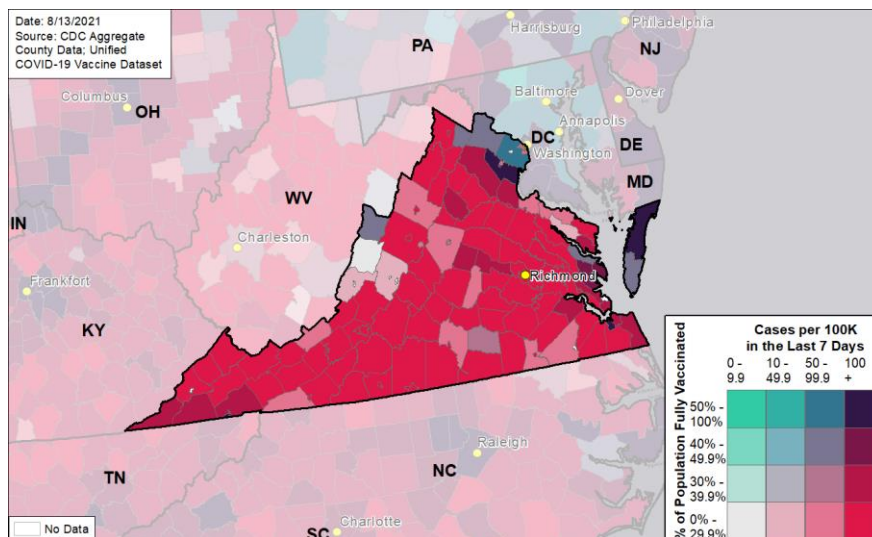 Date: 8/13/2021
Source: CDC Aggregate
County Data; Unified
COVID-19 Vaccine Dataset
PA
Harrisburg
Philadelphia
NJ
Columbus
OH
Baltimore
Dover
Annapolis
DC
Washington
DE
MD
WV
IN
Charleston
Frankfort
Richmond
KY
Cases per 100K
in the Last 7 Days
0 -
9.9
10 -
49.9
50 -
99.9
100
+
% of Population Fully Vaccinated
50% -
100%
40% -
49.9%
30% -
39.9%
0% -
29.9%
Raleigh
TN
NC
Charlotte
SC
No Data